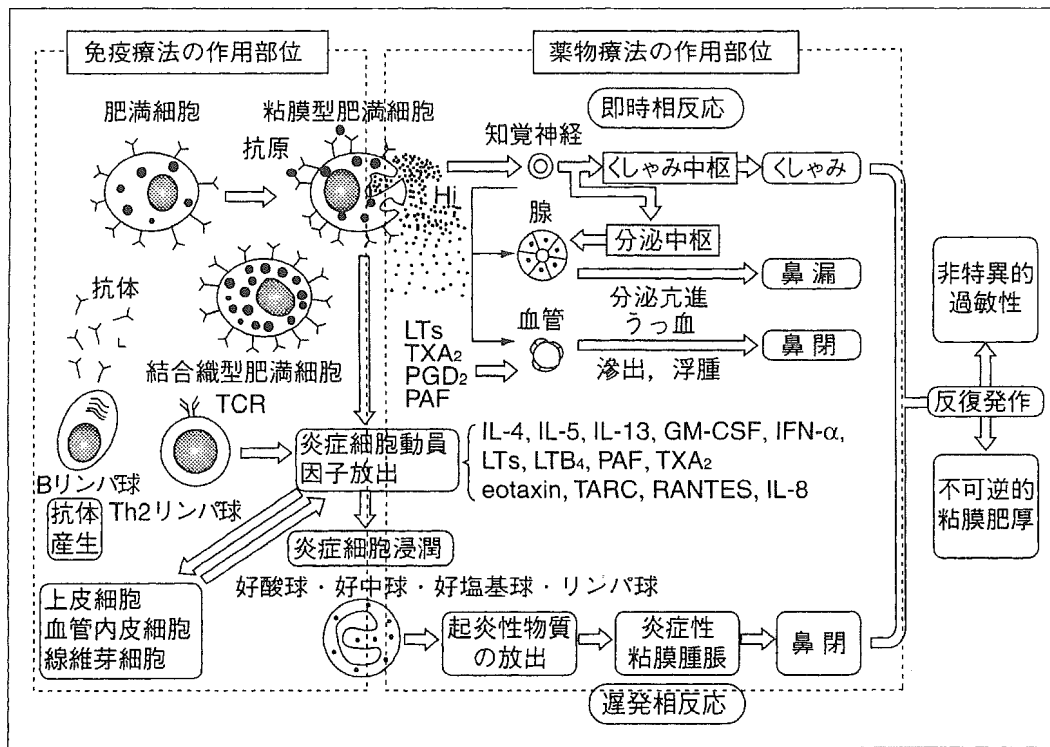 免疫療法の作用部位
薬物療法の作用部位
即時相反応
肥満細胞
粘膜型肥満細胞
抗原
Hi
知覚神経
くしゃみ中枢
くしゃみ
腺
分泌中枢
鼻漏
分泌亢進
うっ血
血管
鼻閉
滲出，浮腫
LTs
TXA2
PGD2
PAF
抗体
結合織型肥満細胞
TCR
Bリンパ球
抗体
産生
Th2リンパ球
炎症細胞動員
因子放出
IL-4, IL-5, IL-13, GM-CSF, IFN-α,
LTs, LTB4, PAF, TXA2
eotaxin, TARC, RANTES, IL-8
炎症細胞浸潤
好酸球・好中球・好塩基球・リンパ球
上皮細胞
血管内皮細胞
線維芽細胞
起炎性物質
の放出
炎症性
粘膜腫脹
鼻閉
遅発相反応
非特異的
過敏性
反復発作
不可逆的
粘膜肥厚